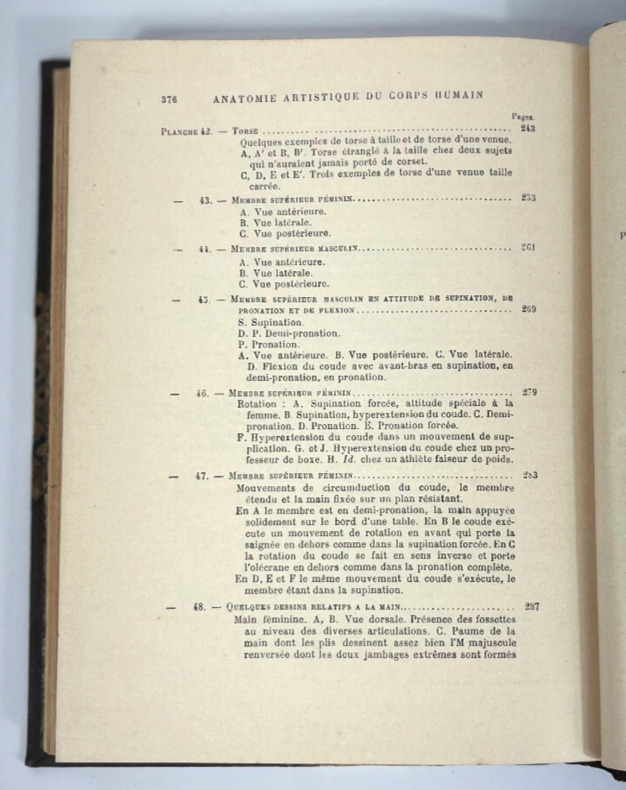 376 ANATOMIE ARTISTIQUE DU CORPS HUMAIN
Pages.
PLANCHE 42. — TORSE ........ 243
Quelques exemples de torse à taille et de torse d'une venue.
A, A' et B, B'. Torse étranglé à la taille chez deux sujets
qui n'auraient jamais porté de corset.
C, D, E et E'. Trois exemples de torse d'une venue taille
carrée.
— 43. — MEMBRE SUPÉRIEUR FÉMININ........ 253
A. Vue antérieure.
B. Vue latérale.
C. Vue postérieure.
— 44. — MEMBRE SUPÉRIEUR MASCULIN........ 261
A. Vue antérieure.
B. Vue latérale.
C. Vue postérieure.
— 45. — MEMBRE SUPÉRIEUR MASCULIN EN ATTITUDE DE SUPINATION, DE
PRONATION ET DE FLEXION ........ 269
S. Supination.
D. P. Demi-pronation.
P. Pronation.
A. Vue antérieure. B. Vue postérieure. C. Vue latérale.
D. Flexion du coude avec avant-bras en supination, en
demi-pronation, en pronation.
— 46. — MEMBRE SUPÉRIEUR FÉMININ........ 279
Rotation : A. Supination forcée, attitude spéciale à la
femme. B. Supination, hyperextension du coude. C. Demi-
pronation. D. Pronation. E. Pronation forcée.
F. Hyperextension du coude dans un mouvement de sup-
plication. G. et J. Hyperextension du coude chez un pro-
fesseur de boxe. H. Id. chez un athlète faiseur de poids.
— 47. — MEMBRE SUPÉRIEUR FÉMININ........ 283
Mouvements de circumduction du coude, le membre
étendu et la main fixée sur un plan résistant.
En A le membre est en demi-pronation, la main appuyée
solidement sur le bord d'une table. En B le coude exé-
cute un mouvement de rotation en avant qui porte la
saignée en dehors comme dans la supination forcée. En C
la rotation du coude se fait en sens inverse et porte
l'olécrane en dehors comme dans la pronation complète.
En D, E et F le même mouvement du coude s'exécute, le
membre étant dans la supination.
— 48. — QUELQUES DESSINS RELATIFS A LA MAIN........ 287
Main féminine. A, B. Vue dorsale. Présence des fossettes
au niveau des diverses articulations. C. Paume de la
main dont les plis dessinent assez bien l'M majuscule
renversée dont les deux jambages extrêmes sont formés